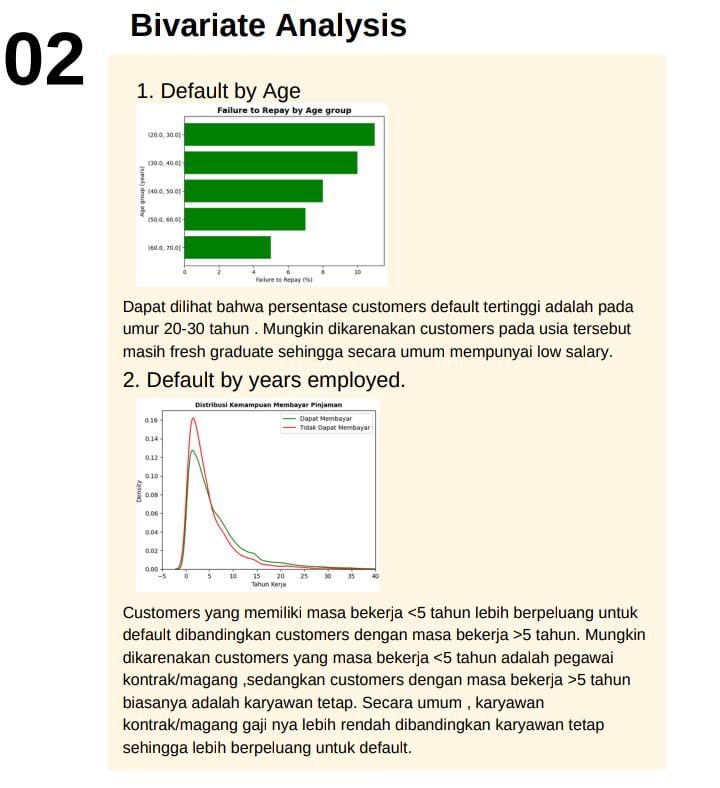 02
Bivariate Analysis
1. Default by Age
Failure to Repay by Age group
Age group (years)
(20.0, 30.0]
(30.0, 40.0]
(40.0, 50.0]
(50.0, 60.0]
(60.0, 70.0]
0 2 4 6 8 10
Failure to Repay (%)
Dapat dilihat bahwa persentase customers default tertinggi adalah pada
umur 20-30 tahun . Mungkin dikarenakan customers pada usia tersebut
masih fresh graduate sehingga secara umum mempunyai low salary.
2. Default by years employed.
Distribusi Kemampuan Membayar Pinjaman
Dapat Membayar
Tidak Dapat Membayar
Density
0.16
0.14
0.12
0.10
0.08
0.06
0.04
0.02
0.00
-5 0 5 10 15 20 25 30 35 40
Tahun Kerja
Customers yang memiliki masa bekerja <5 tahun lebih berpeluang untuk
default dibandingkan customers dengan masa bekerja >5 tahun. Mungkin
dikarenakan customers yang masa bekerja <5 tahun adalah pegawai
kontrak/magang ,sedangkan customers dengan masa bekerja >5 tahun
biasanya adalah karyawan tetap. Secara umum , karyawan
kontrak/magang gaji nya lebih rendah dibandingkan karyawan tetap
sehingga lebih berpeluang untuk default.